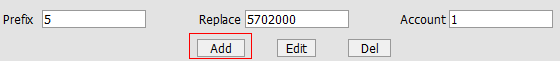 Prefix 5 Replace 5702000 Account 1
Add Edit Del